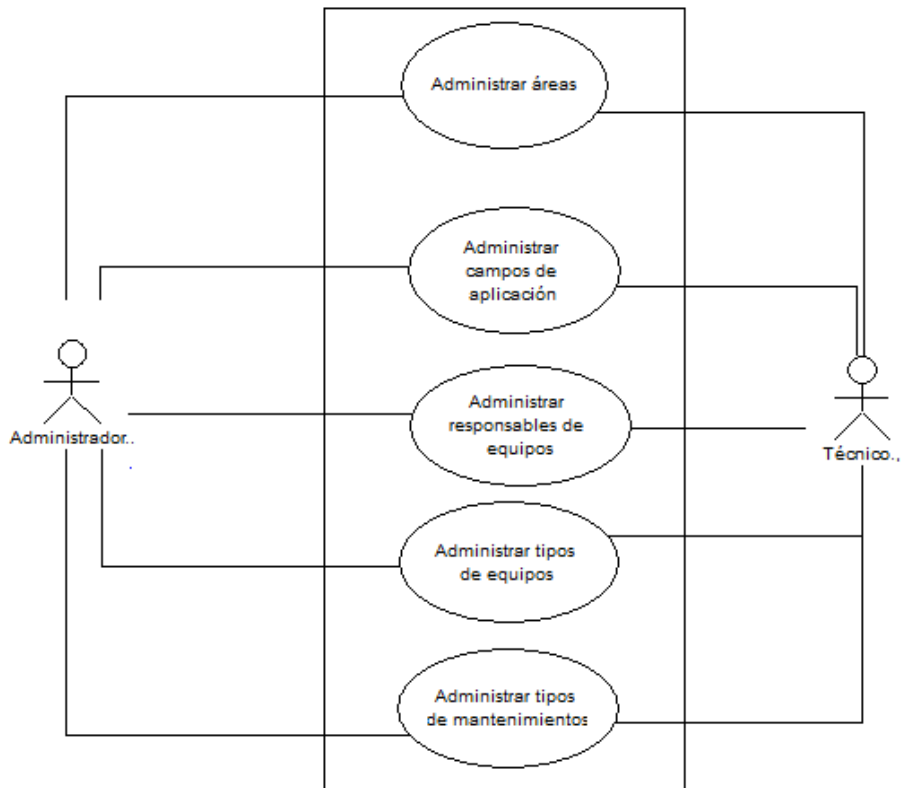 Administrar áreas
Administrar
campos de
aplicación
Administrar
responsables de
equipos
Administrador..
Técnico.,
Administrar tipos
de equipos
Administrar tipos
de mantenimientos